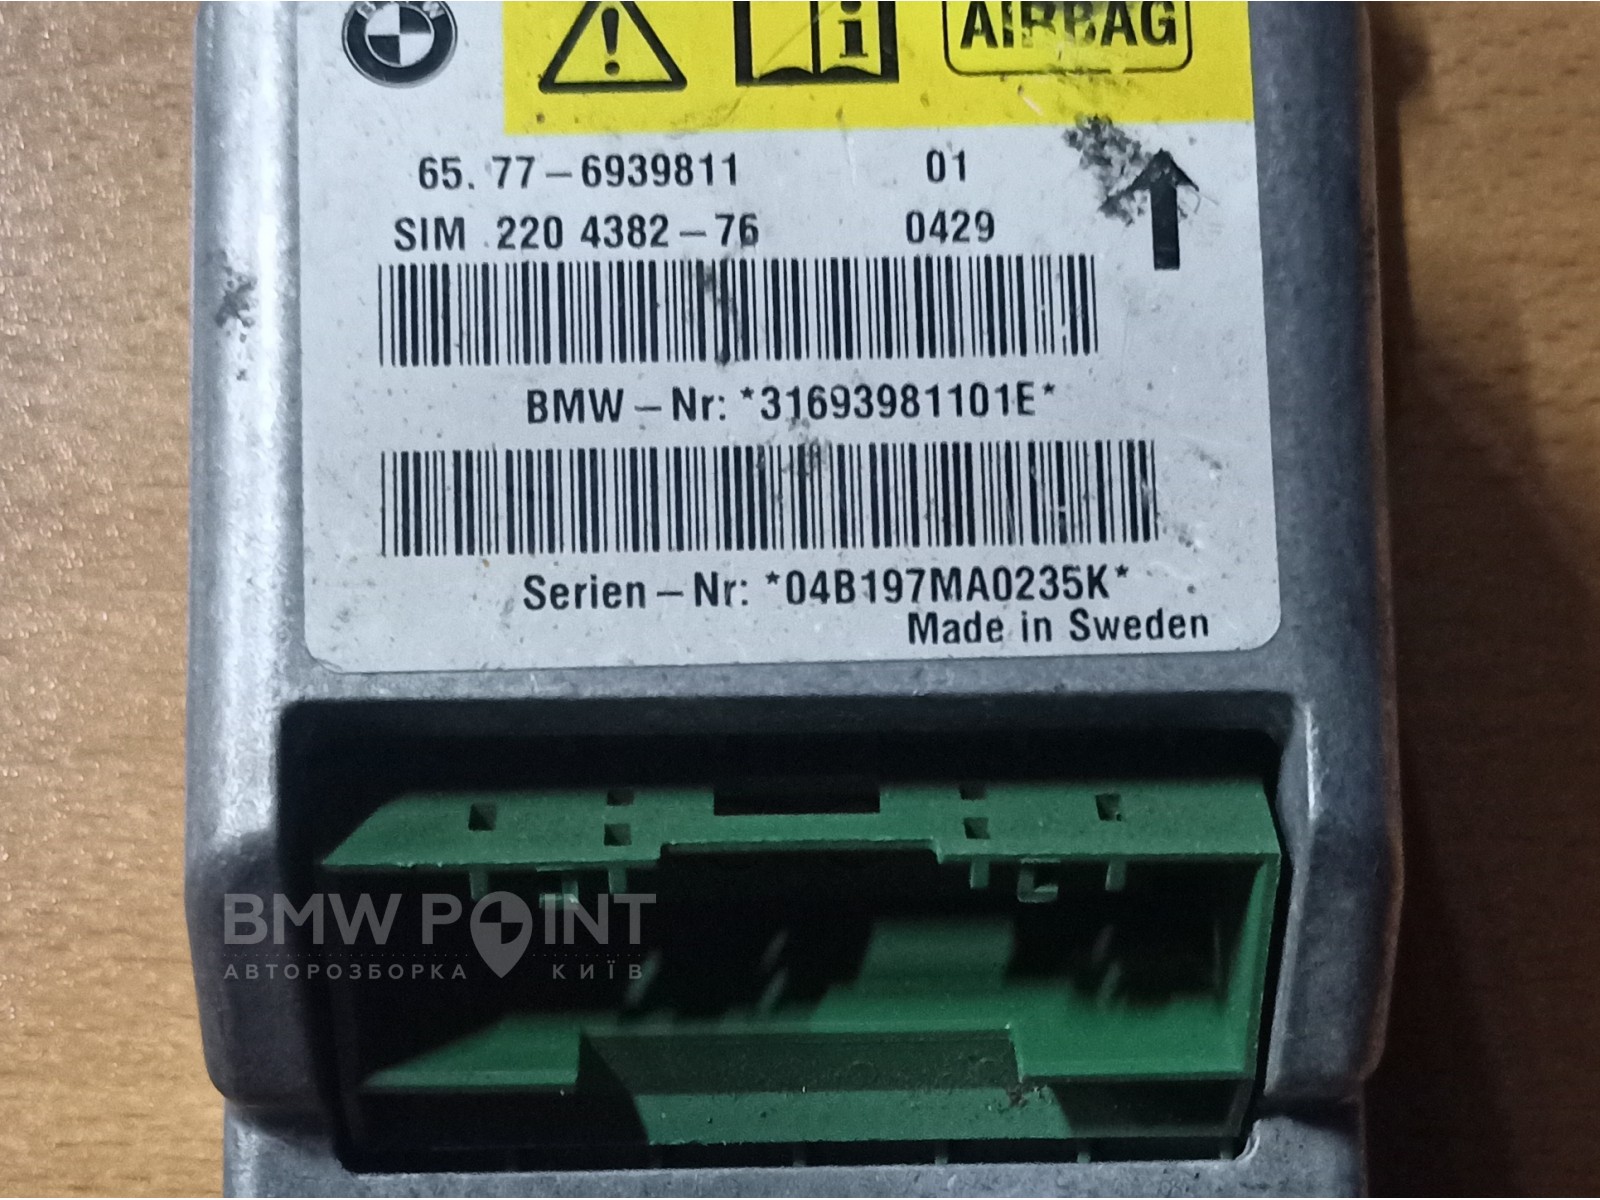 BMW
AIRBAG
65. 77-6939811 01
SIM 220 4382-76 0429
BMW-Nr: *31693981101E*
Serien-Nr: *04B197MA0235K*
Made in Sweden
BMW POINT
АВТОРОЗБОРКА КИЇВ